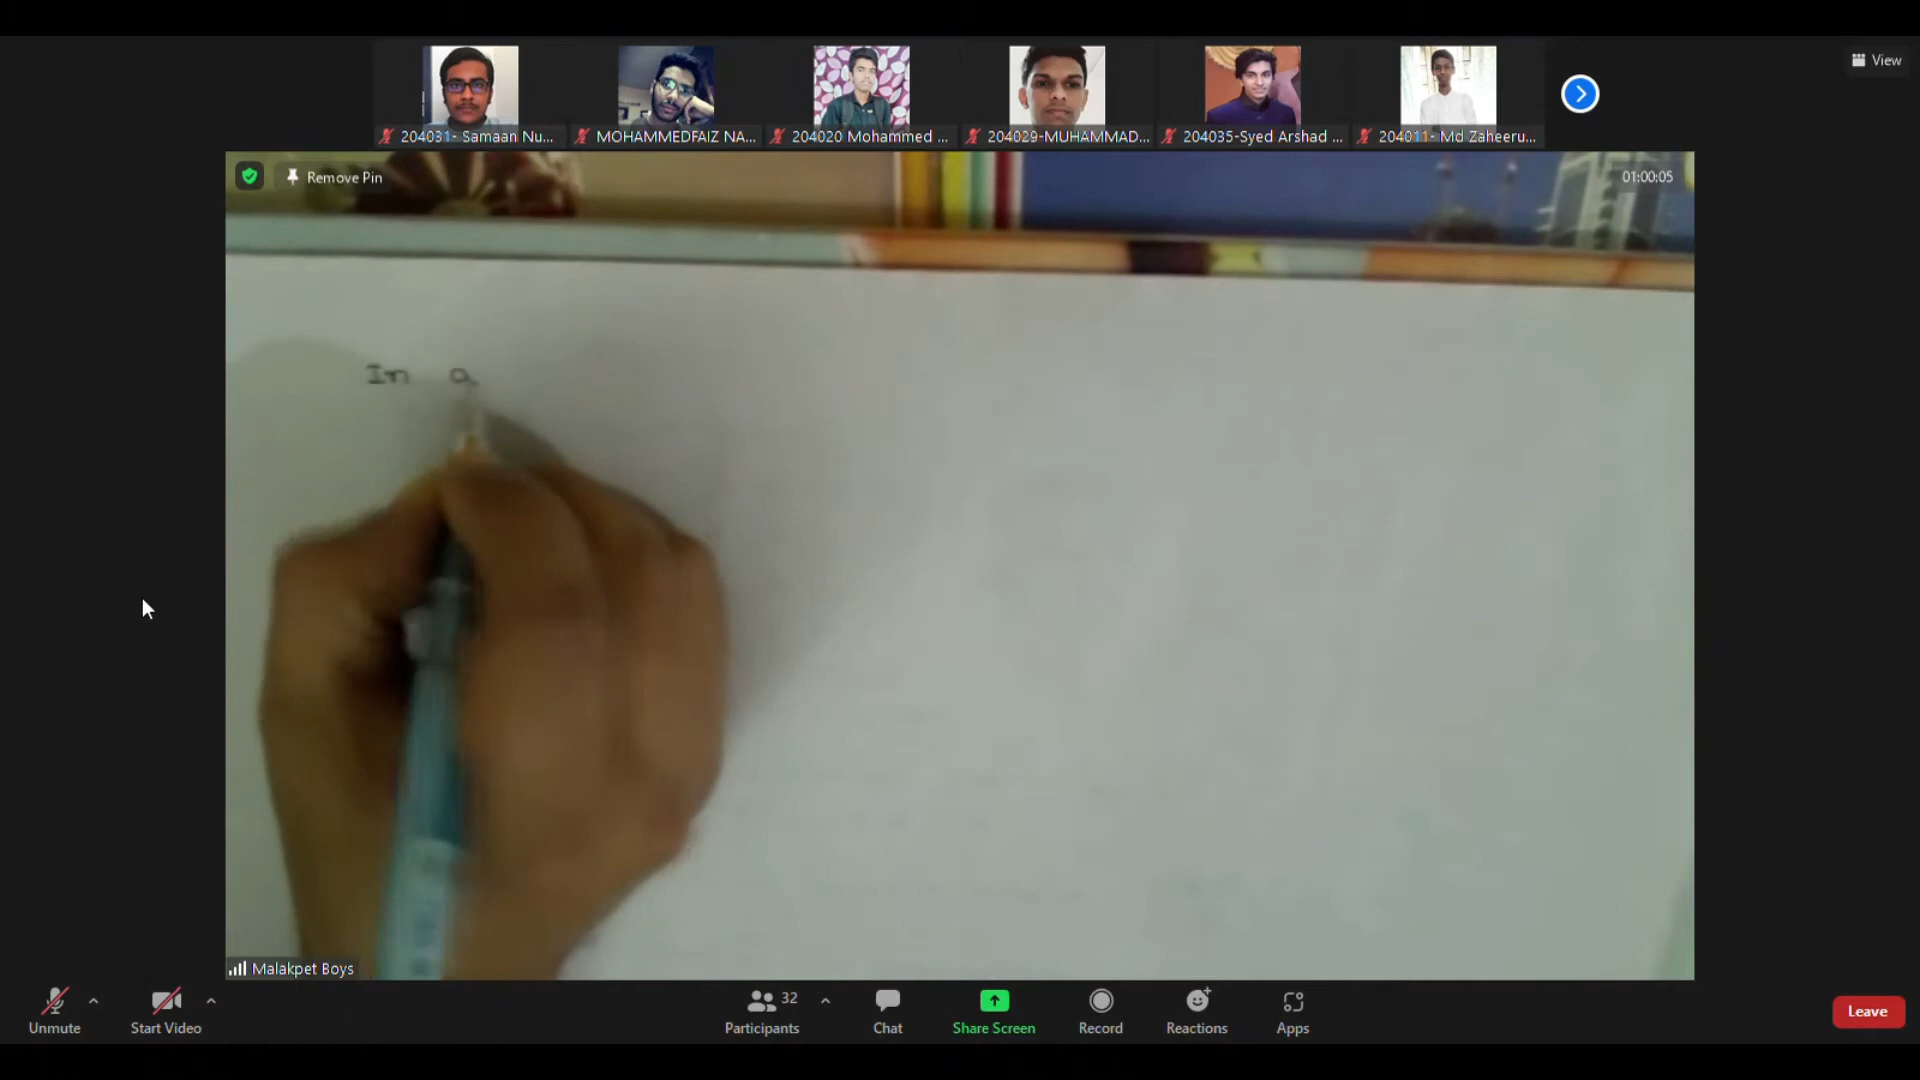 View
204031- Samaan Nu...
MOHAMMEDFAIZ NA...
204020 Mohammed ...
204029-MUHAMMAD...
204035-Syed Arshad ...
204011- Md Zaheeru...
Remove Pin
01:00:05
In a
Malakpet Boys
Unmute
Start Video
32
Participants
Chat
Share Screen
Record
Reactions
Apps
Leave